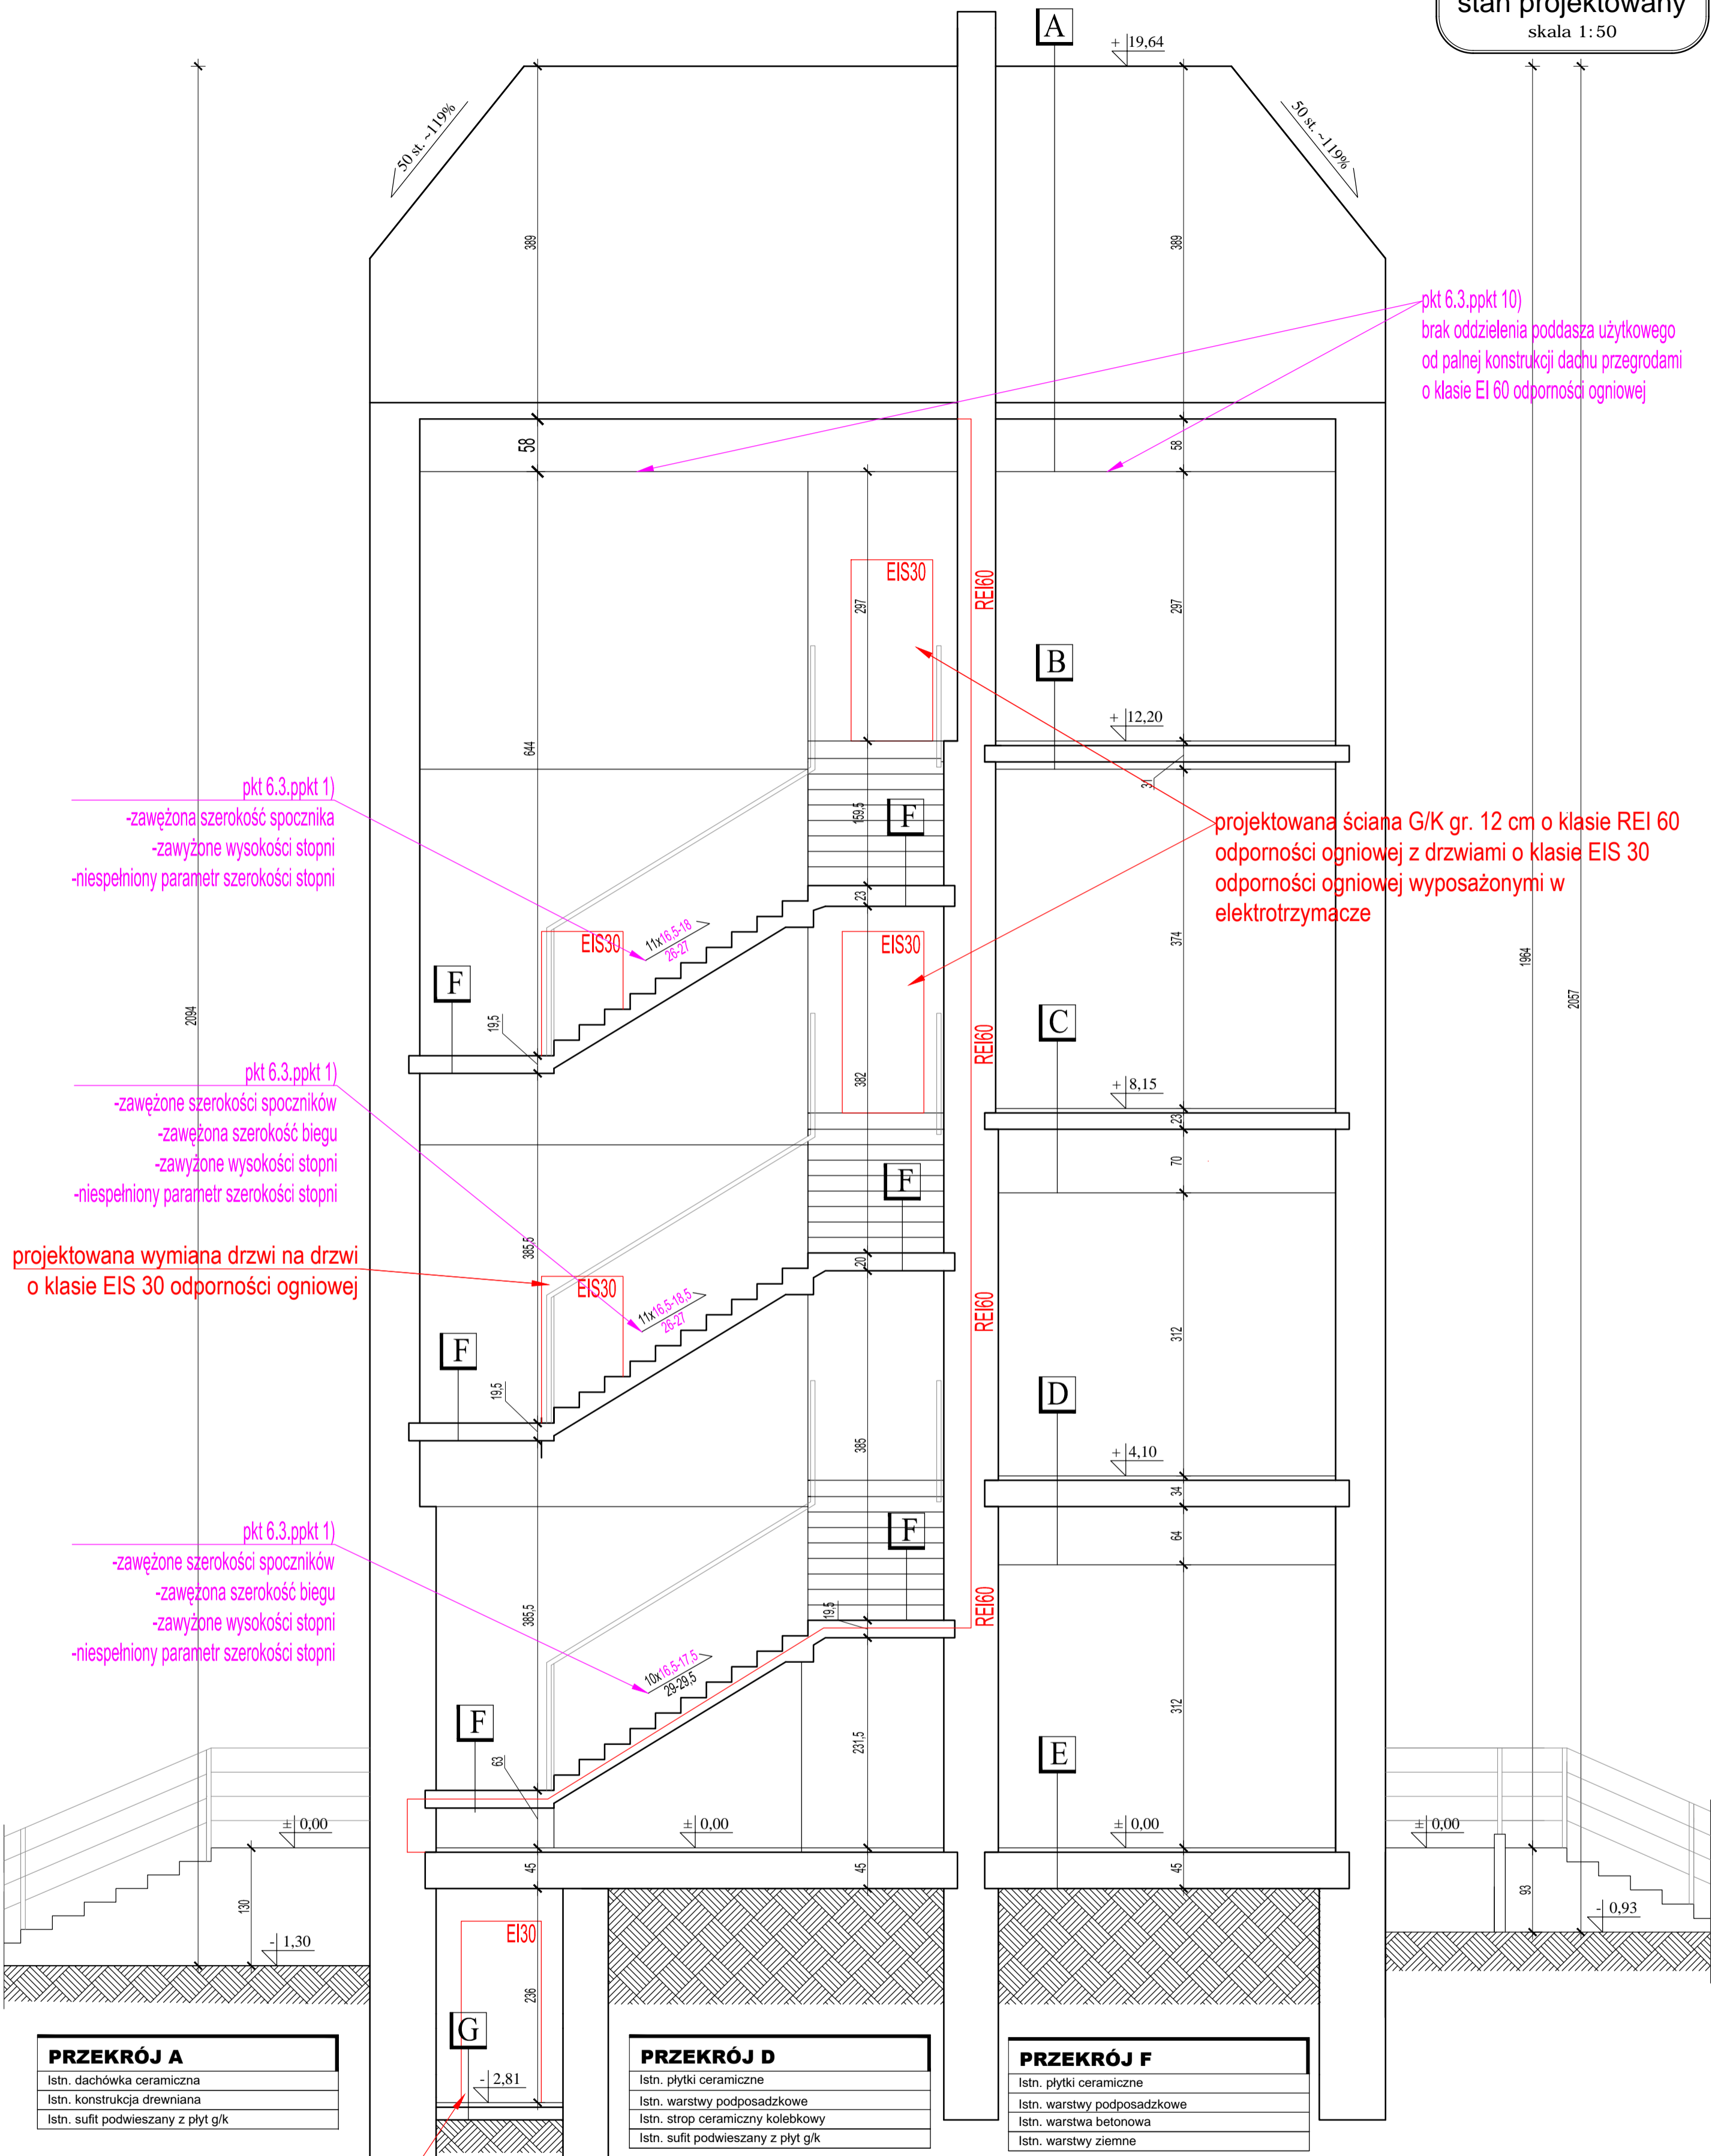 stan projektowany
skala 1:50
A
+ 19,64
50 st. ~119%
50 st. ~119%
389
389
pkt 6.3.ppkt 10)
brak oddzielenia poddasza użytkowego
od palnej konstrukcji dachu przegrodami
o klasie EI 60 odporności ogniowej
58
58
EIS30
REI60
297
297
B
+ 12,20
644
31
pkt 6.3.ppkt 1)
-zawężona szerokość spocznika
-zawyżone wysokości stopni
-niespełniony parametr szerokości stopni
159,5
F
projektowana ściana G/K gr. 12 cm o klasie REI 60
odporności ogniowej z drzwiami o klasie EIS 30
odporności ogniowej wyposażonymi w
elektrotrzymacze
23
EIS30
11x16,5-18
26-27
EIS30
374
1964
2057
2094
F
19,5
C
REI60
382
+ 8,15
23
pkt 6.3.ppkt 1)
-zawężone szerokości spoczników
-zawężona szerokość biegu
-zawyżone wysokości stopni
-niespełniony parametr szerokości stopni
70
F
385,5
20
projektowana wymiana drzwi na drzwi
o klasie EIS 30 odporności ogniowej
EIS30
11x16,5-18,5
26-27
REI60
312
F
19,5
D
385
+ 4,10
34
64
pkt 6.3.ppkt 1)
-zawężone szerokości spoczników
-zawężona szerokość biegu
-zawyżone wysokości stopni
-niespełniony parametr szerokości stopni
F
385,5
19,5
REI60
10x16,5-17,5
29-29,5
312
F
63
231,5
E
± 0,00
± 0,00
± 0,00
± 0,00
45
45
45
130
93
- 0,93
- 1,30
EI30
236
G
- 2,81
PRZEKRÓJ A
Istn. dachówka ceramiczna
Istn. konstrukcja drewniana
Istn. sufit podwieszany z płyt g/k
PRZEKRÓJ D
Istn. płytki ceramiczne
Istn. warstwy podposadzkowe
Istn. strop ceramiczny kolebkowy
Istn. sufit podwieszany z płyt g/k
PRZEKRÓJ F
Istn. płytki ceramiczne
Istn. warstwy podposadzkowe
Istn. warstwa betonowa
Istn. warstwy ziemne